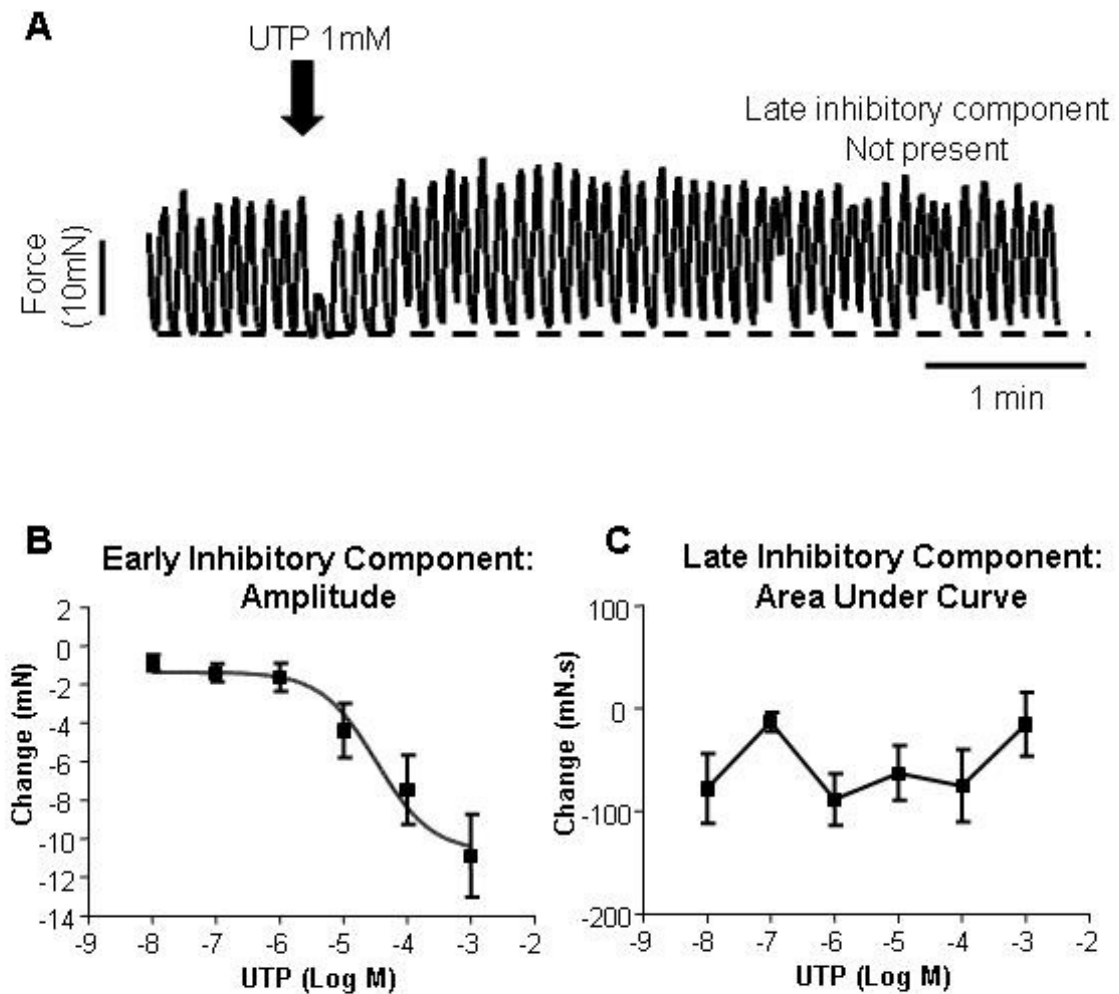 A
UTP 1mM
Late inhibitory component
Not present
Force
(10mN)
1 min
B
Early Inhibitory Component:
Amplitude
2
0
-2
-4
-6
-8
-10
-12
-14
Change (mN)
-9 -8 -7 -6 -5 -4 -3 -2
UTP (Log M)
C
Late Inhibitory Component:
Area Under Curve
100
0
-100
-200
Change (mN.s)
-9 -8 -7 -6 -5 -4 -3 -2
UTP (Log M)